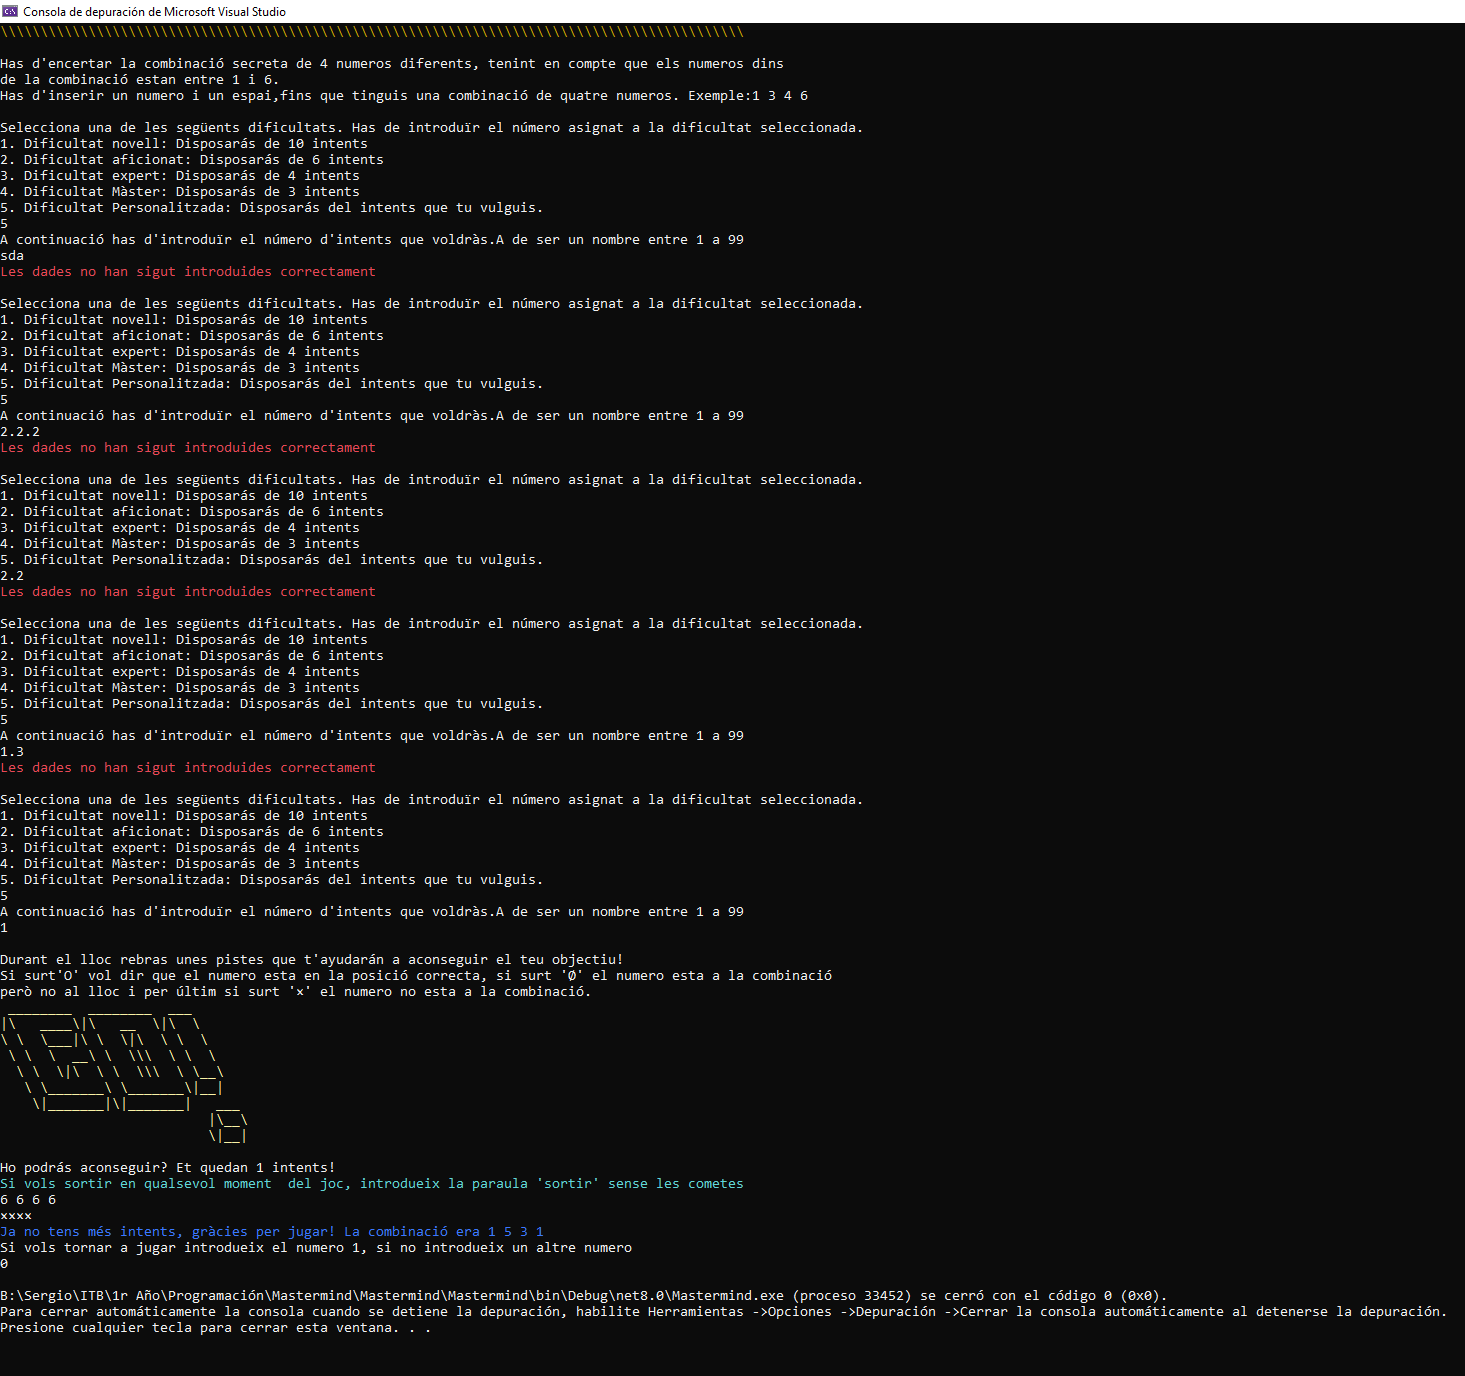 Consola de depuración de Microsoft Visual Studio
\\\\\\\\\\\\\\\\\\\\\\\\\\\\\\\\\\\\\\\\\\\\\\\\\\\\\\\\\\\\\\\\\\\\\\\\\\\\\\\\\\\\\\\\\\\\\
Has d'encertar la combinació secreta de 4 numeros diferents, tenint en compte que els numeros dins
de la combinació estan entre 1 i 6.
Has d'inserir un numero i un espai,fins que tinguis una combinació de quatre numeros. Exemple:1 3 4 6
Selecciona una de les següents dificultats. Has de introduïr el número asignat a la dificultat seleccionada.
1. Dificultat novell: Disposarás de 10 intents
2. Dificultat aficionat: Disposarás de 6 intents
3. Dificultat expert: Disposarás de 4 intents
4. Dificultat Màster: Disposarás de 3 intents
5. Dificultat Personalitzada: Disposarás del intents que tu vulguis.
5
A continuació has d'introduïr el número d'intents que voldràs.A de ser un nombre entre 1 a 99
sda
Les dades no han sigut introduides correctament
Selecciona una de les següents dificultats. Has de introduïr el número asignat a la dificultat seleccionada.
1. Dificultat novell: Disposarás de 10 intents
2. Dificultat aficionat: Disposarás de 6 intents
3. Dificultat expert: Disposarás de 4 intents
4. Dificultat Màster: Disposarás de 3 intents
5. Dificultat Personalitzada: Disposarás del intents que tu vulguis.
5
A continuació has d'introduïr el número d'intents que voldràs.A de ser un nombre entre 1 a 99
2.2.2
Les dades no han sigut introduides correctament
Selecciona una de les següents dificultats. Has de introduïr el número asignat a la dificultat seleccionada.
1. Dificultat novell: Disposarás de 10 intents
2. Dificultat aficionat: Disposarás de 6 intents
3. Dificultat expert: Disposarás de 4 intents
4. Dificultat Màster: Disposarás de 3 intents
5. Dificultat Personalitzada: Disposarás del intents que tu vulguis.
2.2
Les dades no han sigut introduides correctament
Selecciona una de les següents dificultats. Has de introduïr el número asignat a la dificultat seleccionada.
1. Dificultat novell: Disposarás de 10 intents
2. Dificultat aficionat: Disposarás de 6 intents
3. Dificultat expert: Disposarás de 4 intents
4. Dificultat Màster: Disposarás de 3 intents
5. Dificultat Personalitzada: Disposarás del intents que tu vulguis.
5
A continuació has d'introduïr el número d'intents que voldràs.A de ser un nombre entre 1 a 99
1.3
Les dades no han sigut introduides correctament
Selecciona una de les següents dificultats. Has de introduïr el número asignat a la dificultat seleccionada.
1. Dificultat novell: Disposarás de 10 intents
2. Dificultat aficionat: Disposarás de 6 intents
3. Dificultat expert: Disposarás de 4 intents
4. Dificultat Màster: Disposarás de 3 intents
5. Dificultat Personalitzada: Disposarás del intents que tu vulguis.
5
A continuació has d'introduïr el número d'intents que voldràs.A de ser un nombre entre 1 a 99
1
Durant el lloc rebras unes pistes que t'ayudarán a aconseguir el teu objectiu!
Si surt'O' vol dir que el numero esta en la posició correcta, si surt 'Ø' el numero esta a la combinació
però no al lloc i per últim si surt '×' el numero no esta a la combinació.
 ________  ________  ___
|\   ____\|\   __  \|\  \
\ \  \___|\ \  \|\  \ \  \
 \ \  \  __\ \  \\\  \ \  \
  \ \  \|\  \ \  \\\  \ \__\
   \ \_______\ \_______\|__|
    \|_______|\|_______|   ___
                          |\__\
                          \|__|
Ho podrás aconseguir? Et quedan 1 intents!
Si vols sortir en qualsevol moment  del joc, introdueix la paraula 'sortir' sense les cometes
6 6 6 6
××××
Ja no tens més intents, gràcies per jugar! La combinació era 1 5 3 1
Si vols tornar a jugar introdueix el numero 1, si no introdueix un altre numero
0
B:\Sergio\ITB\1r Año\Programación\Mastermind\Mastermind\Mastermind\bin\Debug\net8.0\Mastermind.exe (proceso 33452) se cerró con el código 0 (0x0).
Para cerrar automáticamente la consola cuando se detiene la depuración, habilite Herramientas ->Opciones ->Depuración ->Cerrar la consola automáticamente al detenerse la depuración.
Presione cualquier tecla para cerrar esta ventana. . .